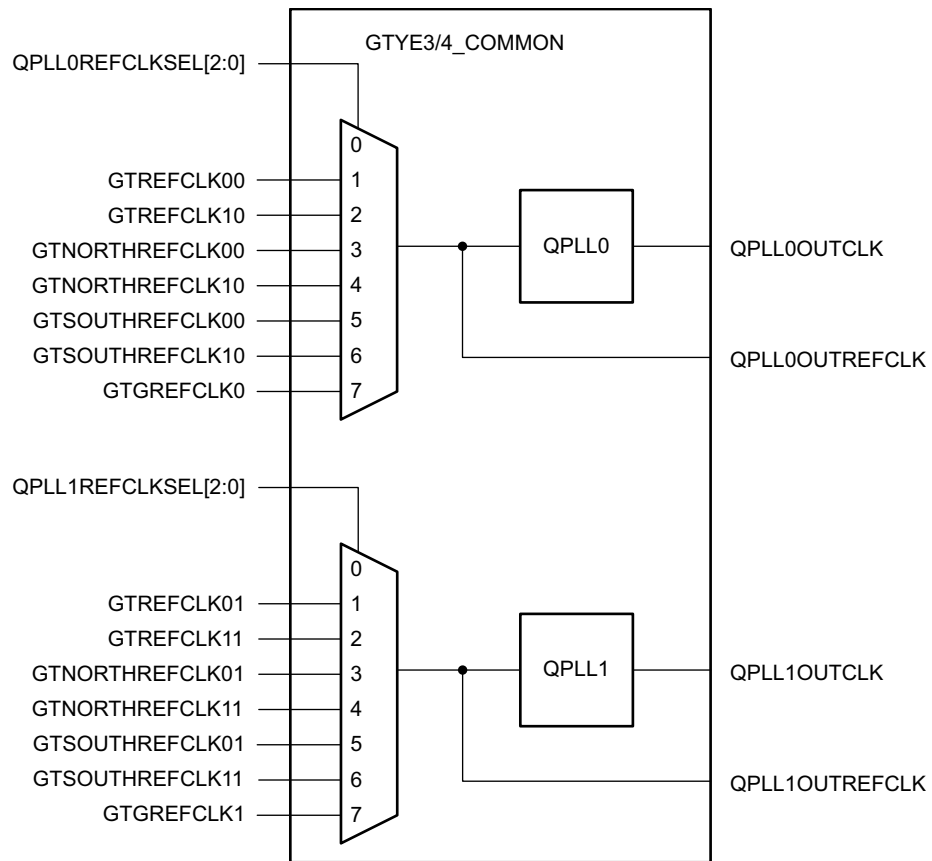 GTYE3/4_COMMON
QPLL0REFCLKSEL[2:0]
0
GTREFCLK00 1
GTREFCLK10 2
GTNORTHREFCLK00 3
QPLL0
QPLL0OUTCLK
GTNORTHREFCLK10 4
GTSOUTHREFCLK00 5
GTSOUTHREFCLK10 6
QPLL0OUTREFCLK
GTGREFCLK0 7
QPLL1REFCLKSEL[2:0]
0
GTREFCLK01 1
GTREFCLK11 2
GTNORTHREFCLK01 3
QPLL1
QPLL1OUTCLK
GTNORTHREFCLK11 4
GTSOUTHREFCLK01 5
GTSOUTHREFCLK11 6
QPLL1OUTREFCLK
GTGREFCLK1 7